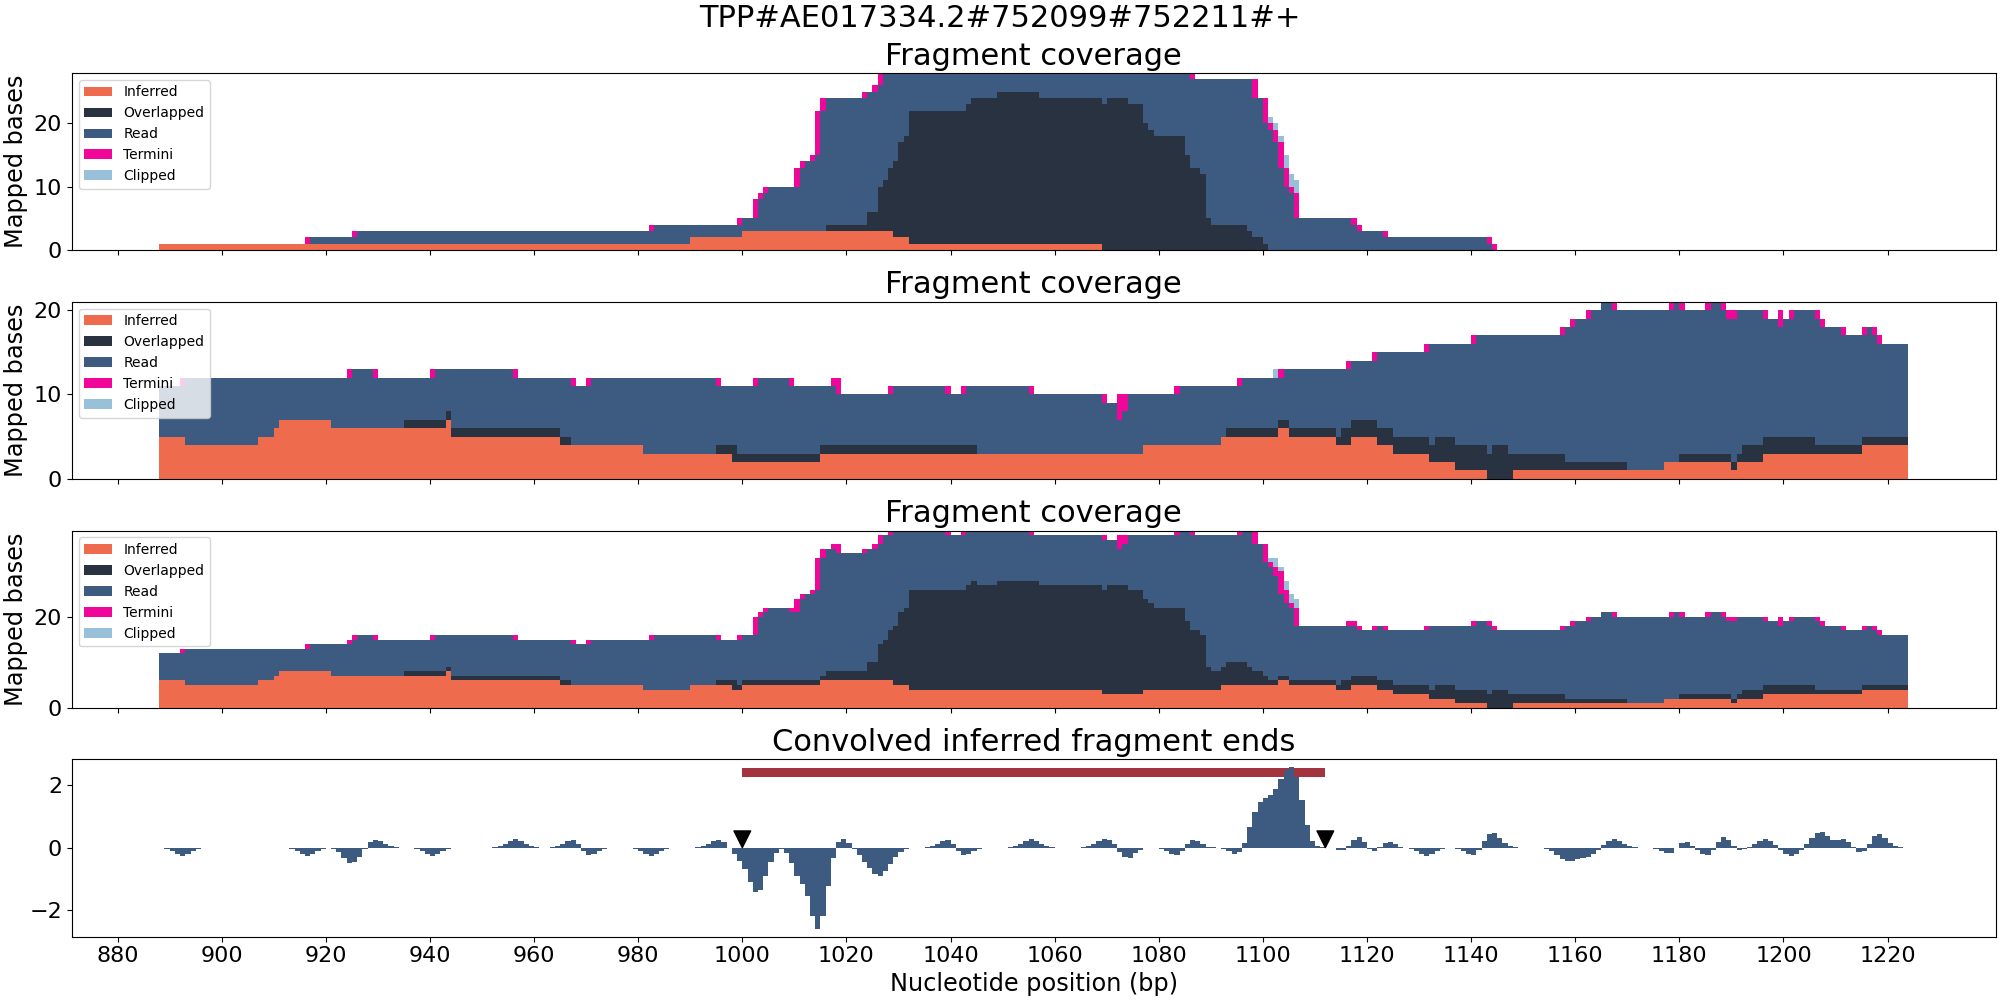 TPP#AE017334.2#752099#752211#+
Fragment coverage
Mapped bases
20
10
0
Inferred
Overlapped
Read
Termini
Clipped
Fragment coverage
Mapped bases
20
10
0
Inferred
Overlapped
Read
Termini
Clipped
Fragment coverage
Mapped bases
20
0
Inferred
Overlapped
Read
Termini
Clipped
Convolved inferred fragment ends
2
0
−2
880 900 920 940 960 980 1000 1020 1040 1060 1080 1100 1120 1140 1160 1180 1200 1220
Nucleotide position (bp)